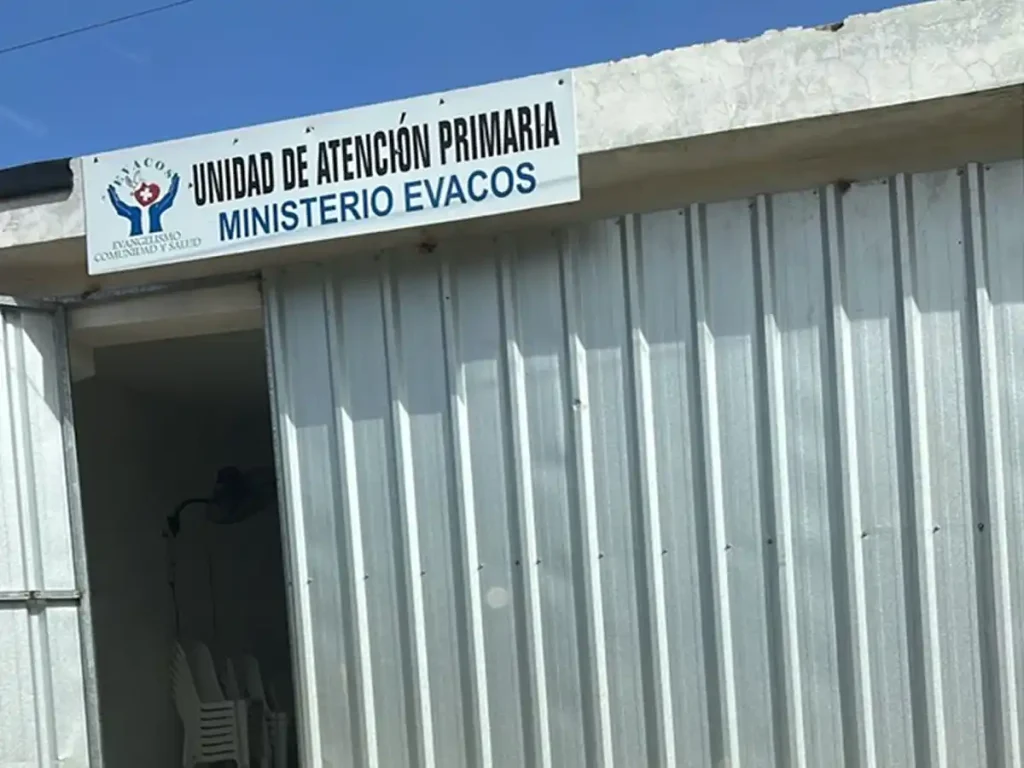 EVACOS
EVANGELISMO
COMUNIDAD Y SALUD
UNIDAD DE ATENCIÓN PRIMARIA
MINISTERIO EVACOS